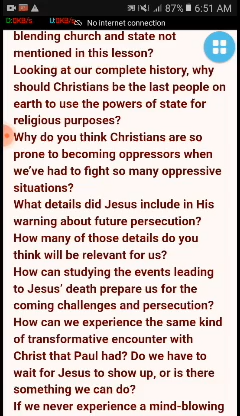 0:0KB/s U:0KB/s 87% 6:51 AM
No internet connection
blending church and state not
mentioned in this lesson?
Looking at our complete history, why
should Christians be the last people on
earth to use the powers of state for
religious purposes?
Why do you think Christians are so
prone to becoming oppressors when
we've had to fight so many oppressive
situations?
What details did Jesus include in His
warning about future persecution?
How many of those details do you
think will be relevant for us?
How can studying the events leading
to Jesus' death prepare us for the
coming challenges and persecution?
How can we experience the same kind
of transformative encounter with
Christ that Paul had? Do we have to
wait for Jesus to show up, or is there
something we can do?
If we never experience a mind-blowing